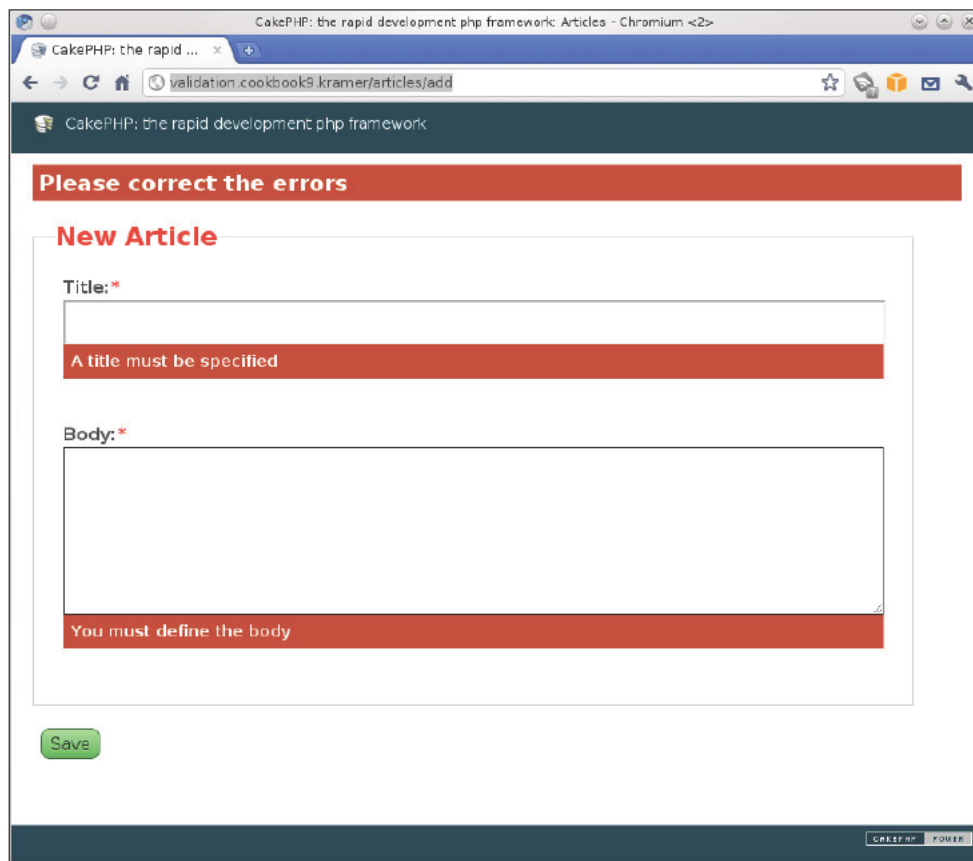 CakePHP: the rapid development php framework: Articles - Chromium <2>
CakePHP: the rapid ...
validation.cookbook9.kramer/articles/add
CakePHP: the rapid development php framework
Please correct the errors
New Article
Title:*
A title must be specified
Body:*
You must define the body
Save
CAKEPHP POWER